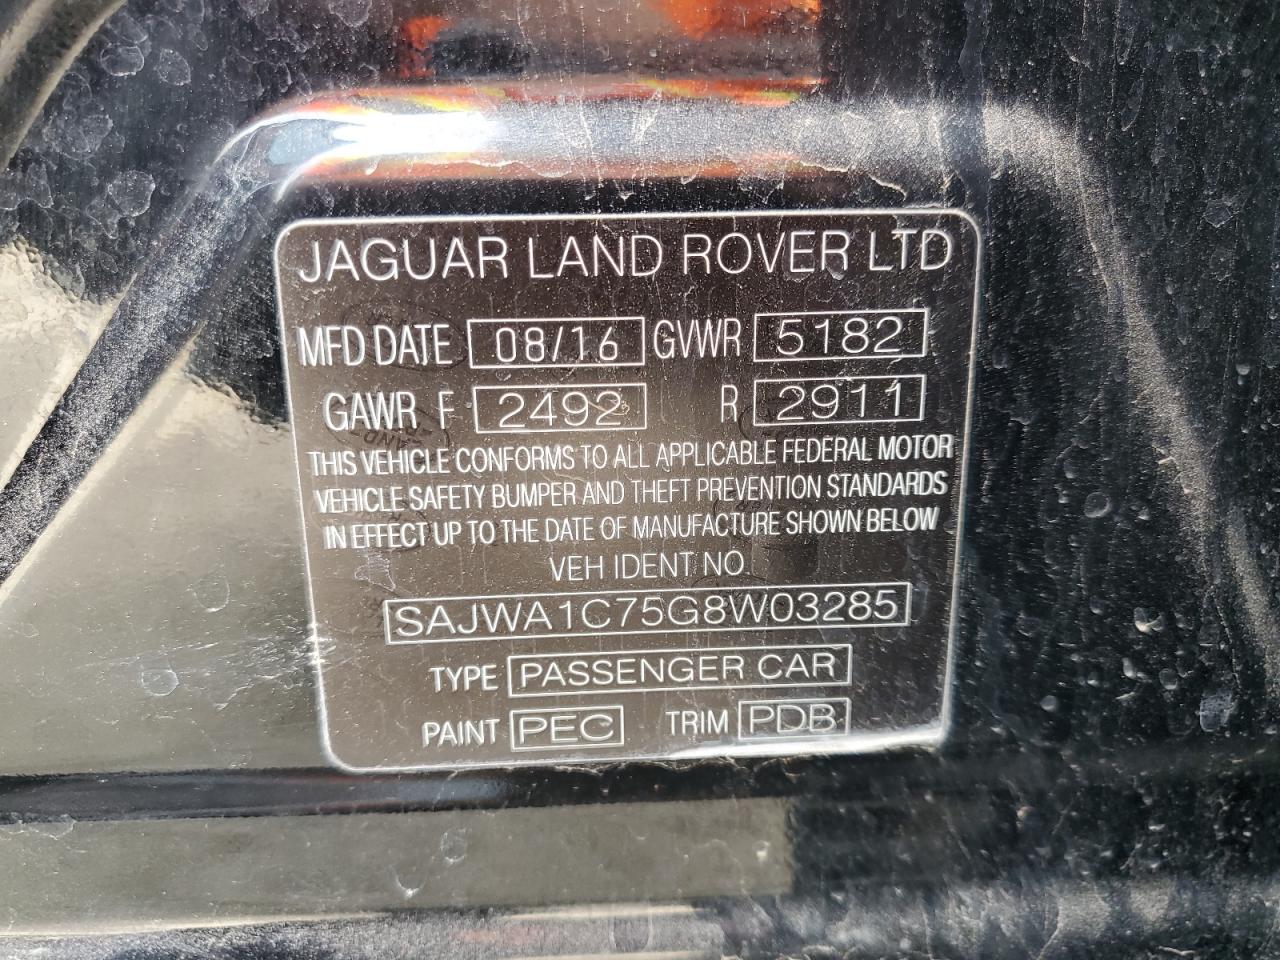 JAGUAR LAND ROVER LTD
MFD DATE 08/16 GVWR 5182
GAWR F 2492 R 2911
THIS VEHICLE CONFORMS TO ALL APPLICABLE FEDERAL MOTOR
VEHICLE SAFETY BUMPER AND THEFT PREVENTION STANDARDS
IN EFFECT UP TO THE DATE OF MANUFACTURE SHOWN BELOW
VEH IDENT NO
SAJWA1C75G8W03285
TYPE PASSENGER CAR
PAINT PEC TRIM PDB